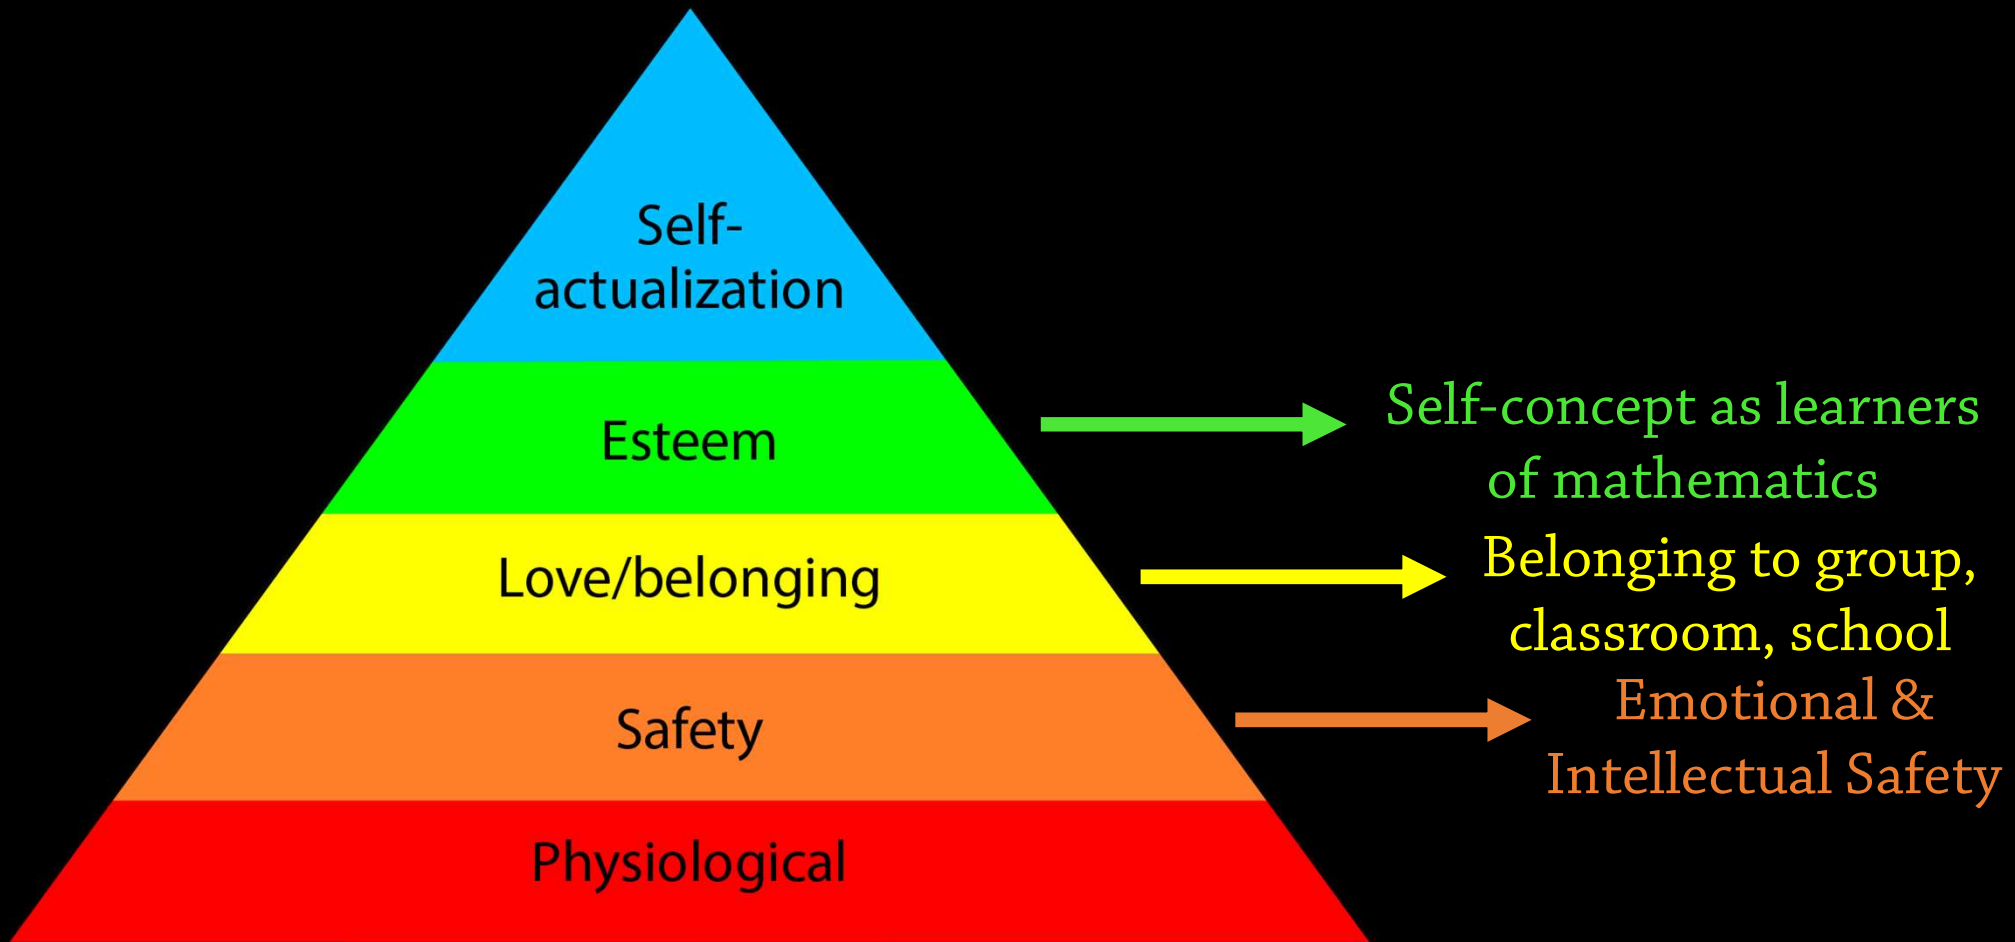 Self-
actualization
Esteem
Self-concept as learners
of mathematics
Love/belonging
Belonging to group,
classroom, school
Safety
Emotional &
Intellectual Safety
Physiological